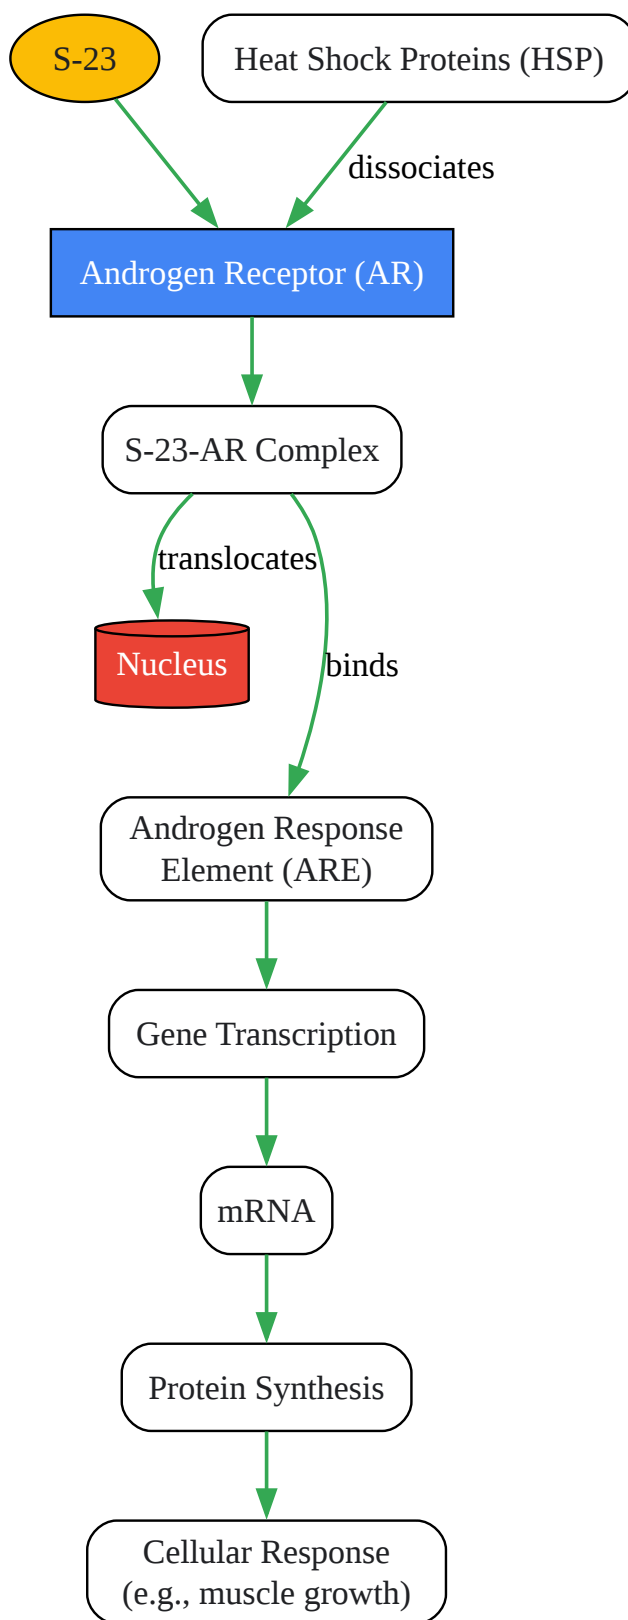 S-23
Heat Shock Proteins (HSP)
dissociates
Androgen Receptor (AR)
S-23-AR Complex
translocates
Nucleus
binds
Androgen Response
Element (ARE)
Gene Transcription
mRNA
Protein Synthesis
Cellular Response
(e.g., muscle growth)